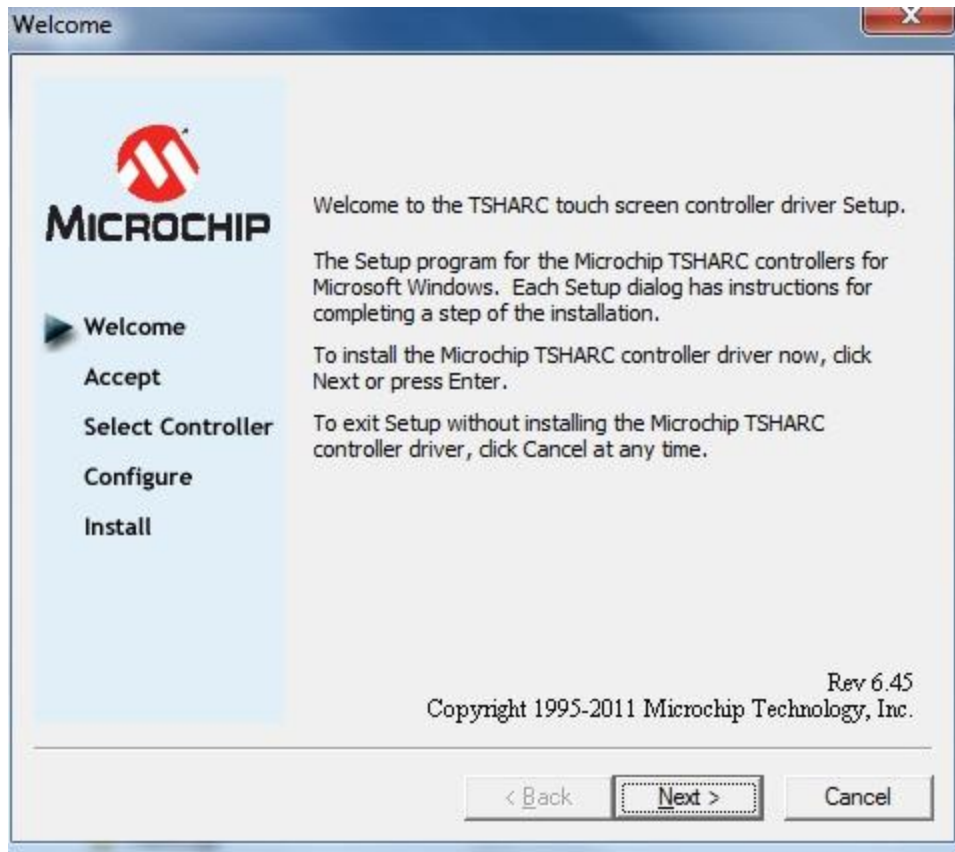 Welcome
X
MICROCHIP
Welcome
Accept
Select Controller
Configure
Install
Welcome to the TSHARC touch screen controller driver Setup.
The Setup program for the Microchip TSHARC controllers for
Microsoft Windows. Each Setup dialog has instructions for
completing a step of the installation.
To install the Microchip TSHARC controller driver now, click
Next or press Enter.
To exit Setup without installing the Microchip TSHARC
controller driver, click Cancel at any time.
Rev 6.45
Copyright 1995-2011 Microchip Technology, Inc.
< Back
Next >
Cancel